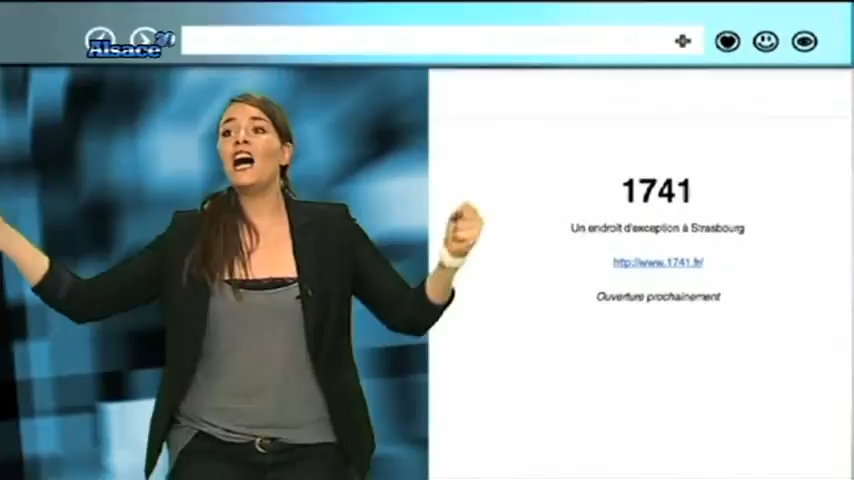 Alsace 20
1741
Un endroit d'exception à Strasbourg
http://www.1741.fr/
Ouverture prochainement